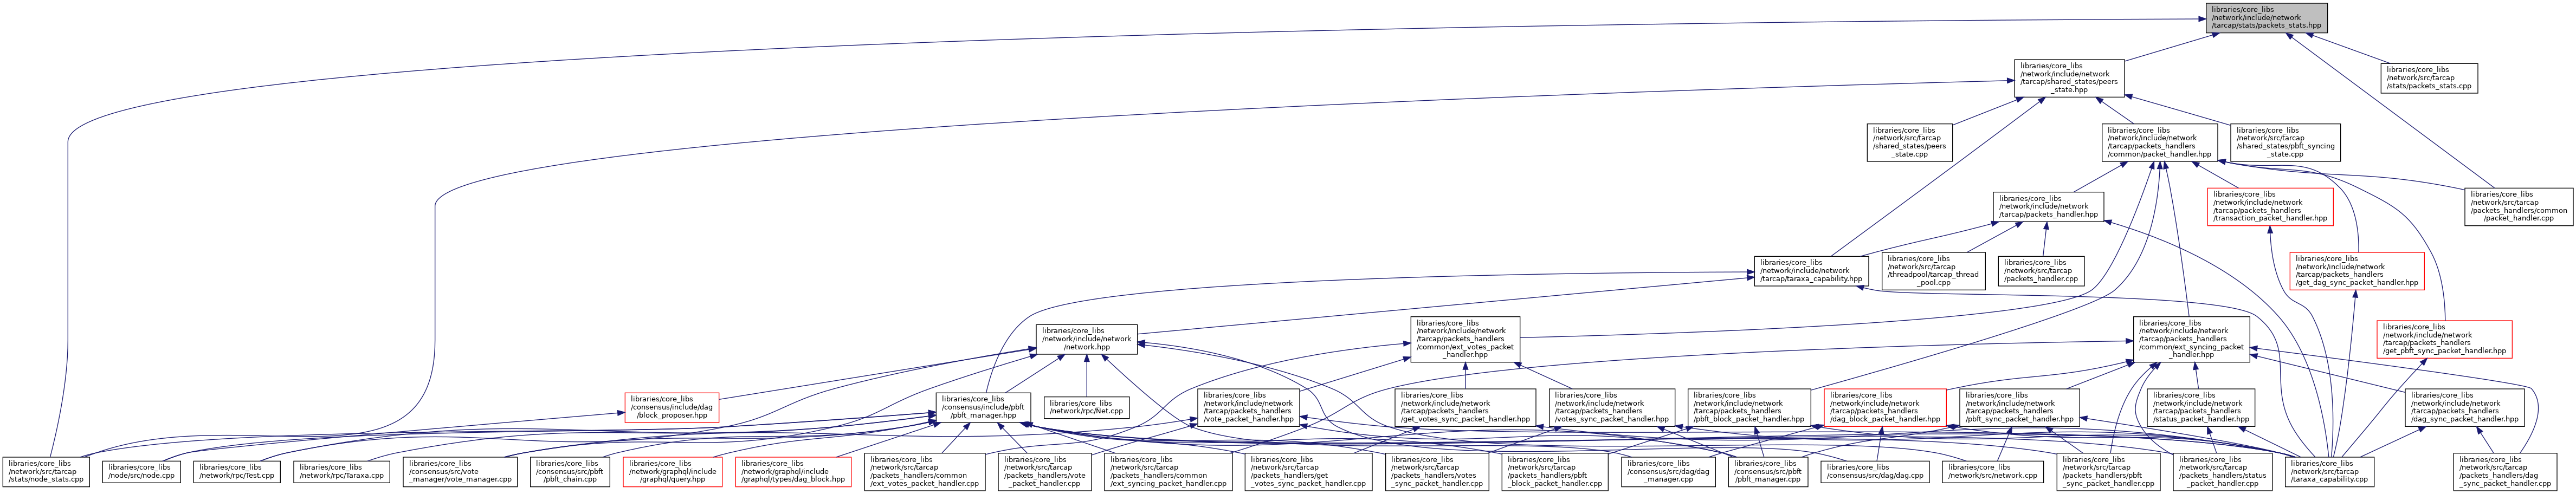 libraries/core_libs
/network/include/network
/tarcap/stats/packets_stats.hpp
libraries/core_libs
/network/include/network
/tarcap/shared_states/peers
_state.hpp
libraries/core_libs
/network/src/tarcap
/stats/packets_stats.cpp
libraries/core_libs
/network/src/tarcap
/shared_states/peers
_state.cpp
libraries/core_libs
/network/include/network
/tarcap/packets_handlers
/common/packet_handler.hpp
libraries/core_libs
/network/src/tarcap
/shared_states/pbft_syncing
_state.cpp
libraries/core_libs
/network/include/network
/tarcap/packets_handler.hpp
libraries/core_libs
/network/include/network
/tarcap/packets_handlers
/transaction_packet_handler.hpp
libraries/core_libs
/network/src/tarcap
/packets_handlers/common
/packet_handler.cpp
libraries/core_libs
/network/include/network
/tarcap/taraxa_capability.hpp
libraries/core_libs
/network/src/tarcap
/threadpool/tarcap_thread
_pool.cpp
libraries/core_libs
/network/src/tarcap
/packets_handler.cpp
libraries/core_libs
/network/include/network
/tarcap/packets_handlers
/get_dag_sync_packet_handler.hpp
libraries/core_libs
/network/include/network
/network.hpp
libraries/core_libs
/network/include/network
/tarcap/packets_handlers
/common/ext_votes_packet
_handler.hpp
libraries/core_libs
/network/include/network
/tarcap/packets_handlers
/common/ext_syncing_packet
_handler.hpp
libraries/core_libs
/network/include/network
/tarcap/packets_handlers
/get_pbft_sync_packet_handler.hpp
libraries/core_libs
/consensus/include/dag
/block_proposer.hpp
libraries/core_libs
/consensus/include/pbft
/pbft_manager.hpp
libraries/core_libs
/network/rpc/Net.cpp
libraries/core_libs
/network/include/network
/tarcap/packets_handlers
/vote_packet_handler.hpp
libraries/core_libs
/network/include/network
/tarcap/packets_handlers
/get_votes_sync_packet_handler.hpp
libraries/core_libs
/network/include/network
/tarcap/packets_handlers
/votes_sync_packet_handler.hpp
libraries/core_libs
/network/include/network
/tarcap/packets_handlers
/pbft_block_packet_handler.hpp
libraries/core_libs
/network/include/network
/tarcap/packets_handlers
/dag_block_packet_handler.hpp
libraries/core_libs
/network/include/network
/tarcap/packets_handlers
/pbft_sync_packet_handler.hpp
libraries/core_libs
/network/include/network
/tarcap/packets_handlers
/status_packet_handler.hpp
libraries/core_libs
/network/include/network
/tarcap/packets_handlers
/dag_sync_packet_handler.hpp
libraries/core_libs
/network/src/tarcap
/stats/node_stats.cpp
libraries/core_libs
/node/src/node.cpp
libraries/core_libs
/network/rpc/Test.cpp
libraries/core_libs
/network/rpc/Taraxa.cpp
libraries/core_libs
/consensus/src/vote
_manager/vote_manager.cpp
libraries/core_libs
/consensus/src/pbft
/pbft_chain.cpp
libraries/core_libs
/network/graphql/include
/graphql/query.hpp
libraries/core_libs
/network/graphql/include
/graphql/types/dag_block.hpp
libraries/core_libs
/network/src/tarcap
/packets_handlers/common
/ext_votes_packet_handler.cpp
libraries/core_libs
/network/src/tarcap
/packets_handlers/vote
_packet_handler.cpp
libraries/core_libs
/network/src/tarcap
/packets_handlers/common
/ext_syncing_packet_handler.cpp
libraries/core_libs
/network/src/tarcap
/packets_handlers/get
_votes_sync_packet_handler.cpp
libraries/core_libs
/network/src/tarcap
/packets_handlers/votes
_sync_packet_handler.cpp
libraries/core_libs
/network/src/tarcap
/packets_handlers/pbft
_block_packet_handler.cpp
libraries/core_libs
/consensus/src/dag/dag
_manager.cpp
libraries/core_libs
/consensus/src/pbft
/pbft_manager.cpp
libraries/core_libs
/consensus/src/dag/dag.cpp
libraries/core_libs
/network/src/network.cpp
libraries/core_libs
/network/src/tarcap
/packets_handlers/pbft
_sync_packet_handler.cpp
libraries/core_libs
/network/src/tarcap
/packets_handlers/status
_packet_handler.cpp
libraries/core_libs
/network/src/tarcap
/taraxa_capability.cpp
libraries/core_libs
/network/src/tarcap
/packets_handlers/dag
_sync_packet_handler.cpp